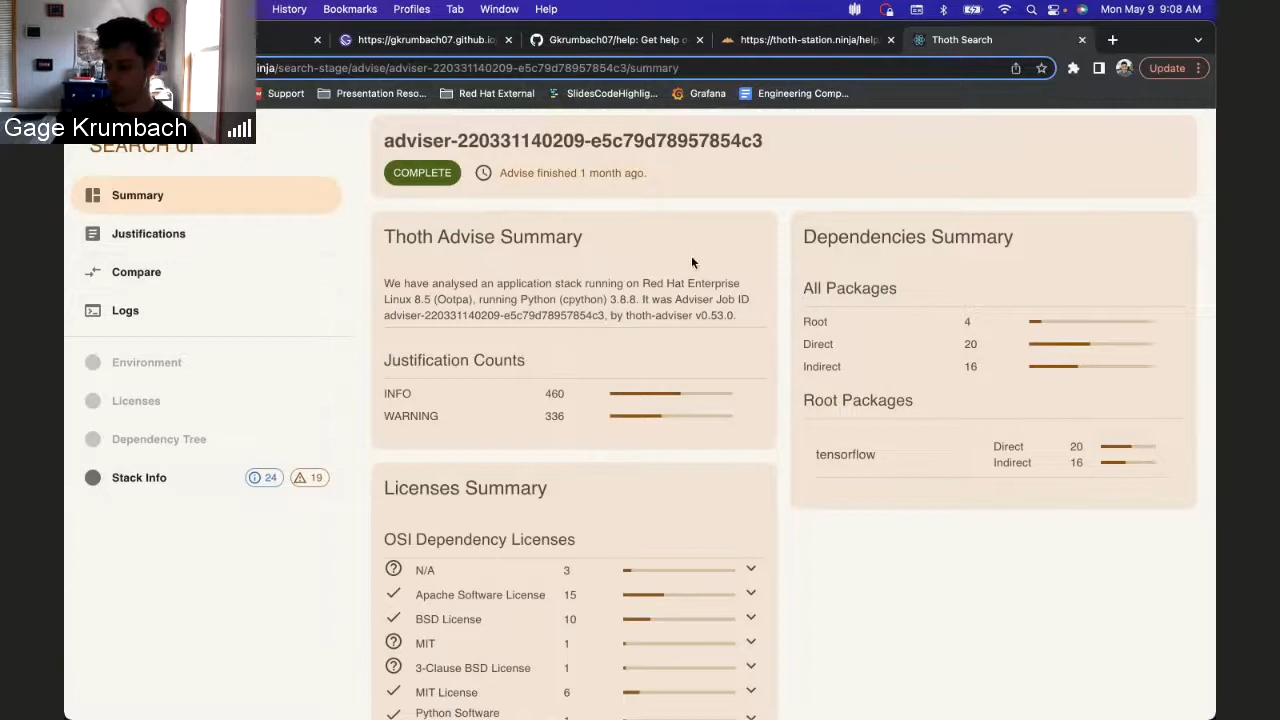 History Bookmarks Profiles Tab Window Help Mon May 9 9:08 AM
https://gkrumbach07.github.io Gkrumbach07/help: Get help o https://thoth-station.ninja/help Thoth Search
nja/search-stage/advise/adviser-220331140209-e5c79d78957854c3/summary Update
Support Presentation Reso... Red Hat External SlidesCodeHighlig... Grafana Engineering Comp...
Gage Krumbach
SEARCH UI
Summary
Justifications
Compare
Logs
Environment
Licenses
Dependency Tree
Stack Info 24 19
adviser-220331140209-e5c79d78957854c3
COMPLETE Advise finished 1 month ago.
Thoth Advise Summary
We have analysed an application stack running on Red Hat Enterprise
Linux 8.5 (Ootpa), running Python (cpython) 3.8.8. It was Adviser Job ID
adviser-220331140209-e5c79d78957854c3, by thoth-adviser v0.53.0.
Justification Counts
INFO 460
WARNING 336
Licenses Summary
OSI Dependency Licenses
N/A 3
Apache Software License 15
BSD License 10
MIT 1
3-Clause BSD License 1
MIT License 6
Python Software 1
Dependencies Summary
All Packages
Root 4
Direct 20
Indirect 16
Root Packages
tensorflow
Direct 20
Indirect 16